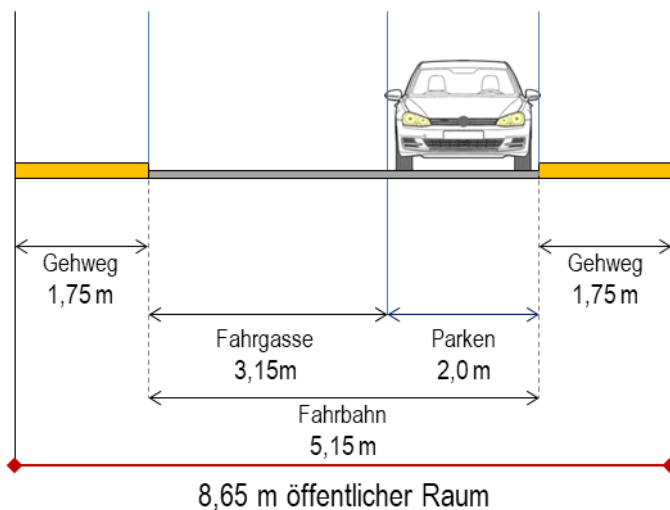 Gehweg
1,75 m
Gehweg
1,75 m
Fahrgasse
3,15m
Parken
2,0 m
Fahrbahn
5,15 m
8,65 m öffentlicher Raum